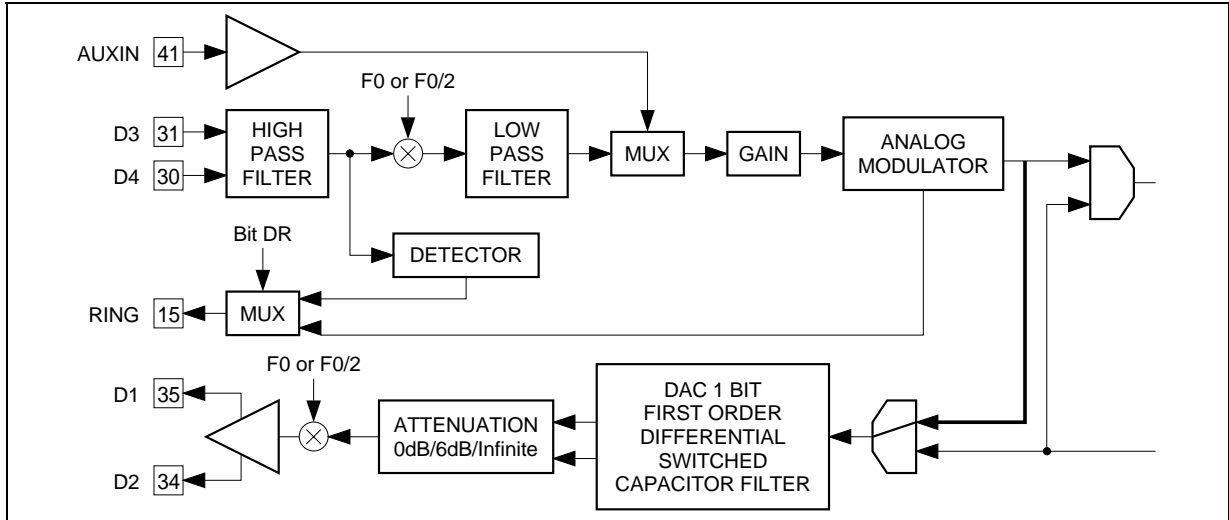 AUXIN 41
F0 or F0/2
D3 31
D4 30
HIGH
PASS
FILTER
LOW
PASS
FILTER
MUX
GAIN
ANALOG
MODULATOR
Bit DR
DETECTOR
RING 15
MUX
F0 or F0/2
D1 35
D2 34
ATTENUATION
0dB/6dB/Infinite
DAC 1 BIT
FIRST ORDER
DIFFERENTIAL
SWITCHED
CAPACITOR FILTER